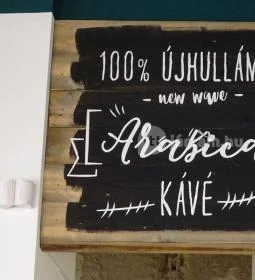 100% ÚJHULLÁM
- new wave -
Arabica
KÁVÉ